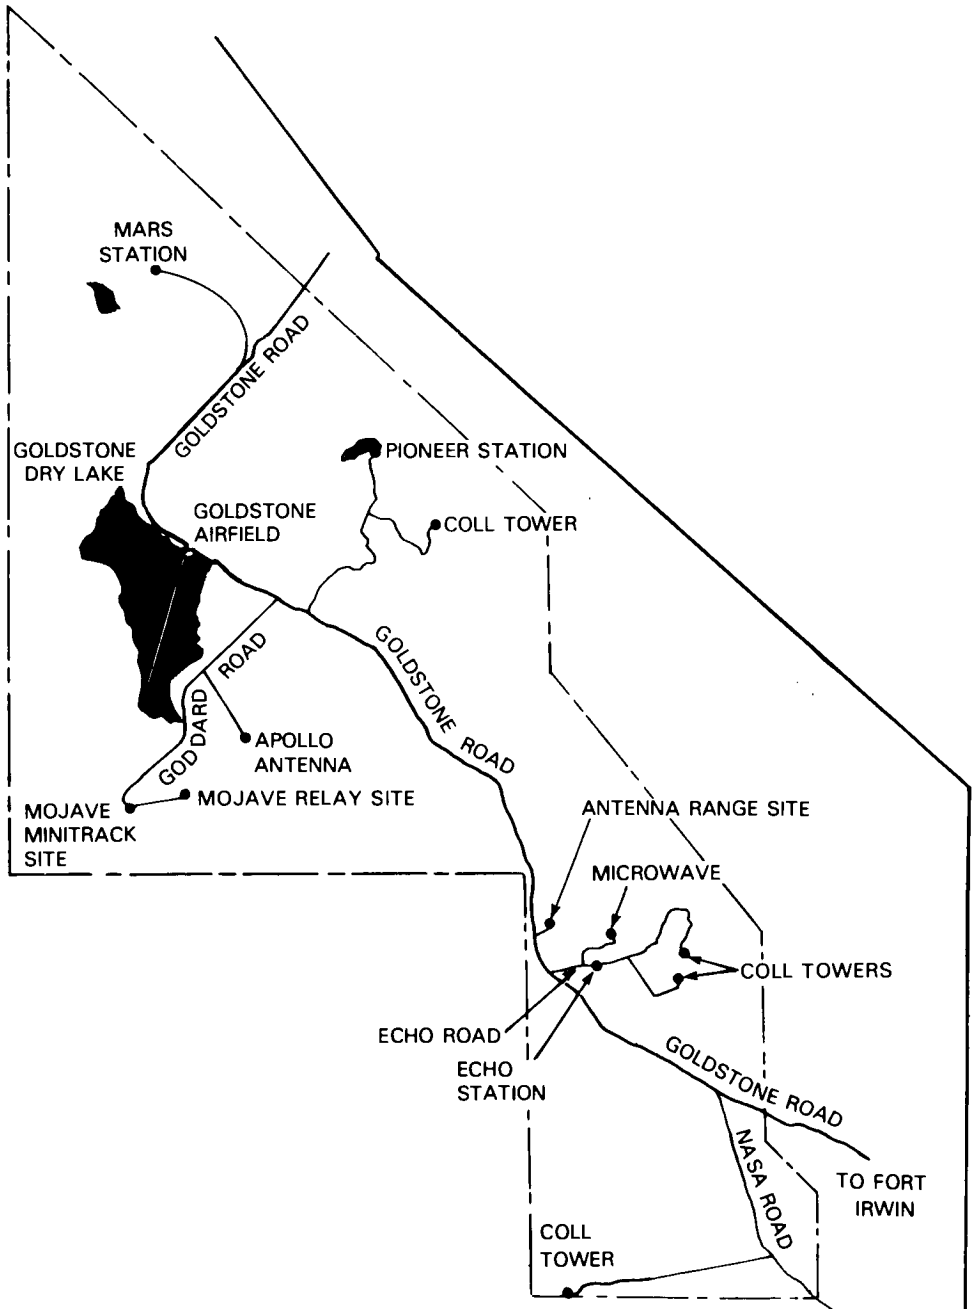 MARS
STATION
GOLDSTONE ROAD
GOLDSTONE
DRY LAKE
PIONEER STATION
GOLDSTONE
AIRFIELD
COLL TOWER
GOLDSTONE ROAD
GODDARD ROAD
APOLLO
ANTENNA
MOJAVE RELAY SITE
MOJAVE
MINITRACK
SITE
ANTENNA RANGE SITE
MICROWAVE
COLL TOWERS
ECHO ROAD
ECHO
STATION
GOLDSTONE ROAD
NASA ROAD
TO FORT
IRWIN
COLL
TOWER